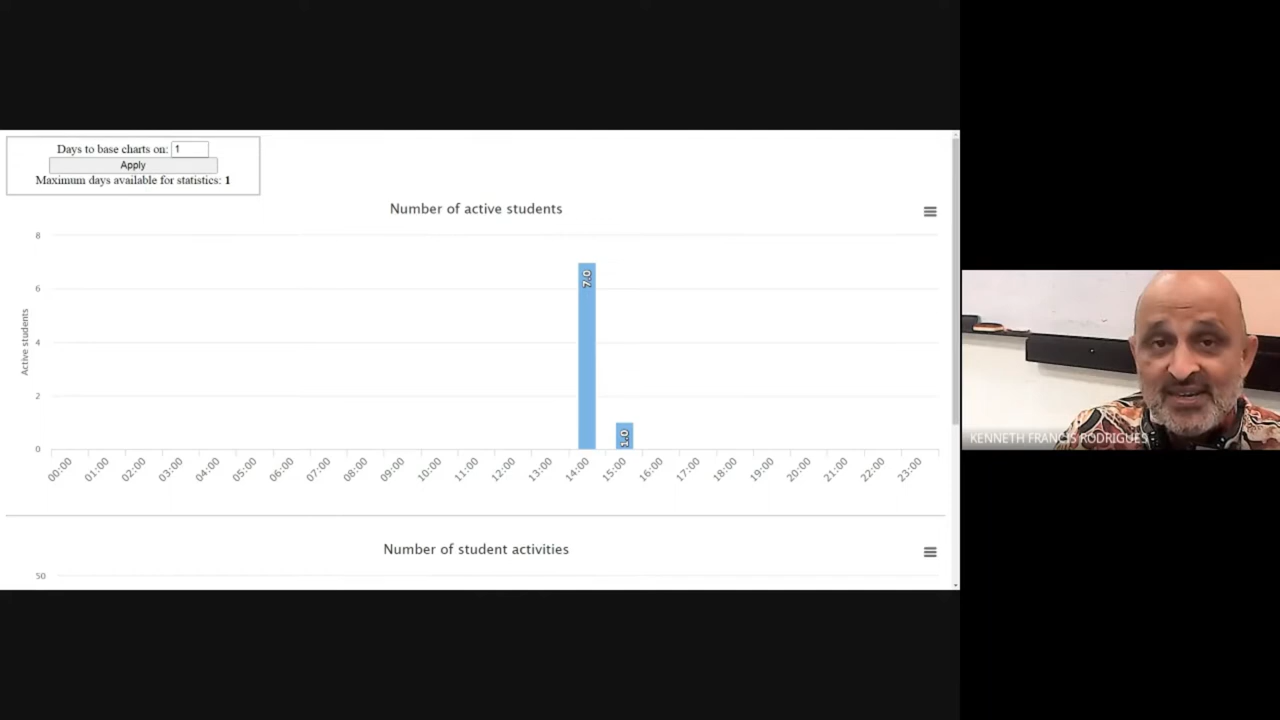 Days to base charts on: 1
Apply
Maximum days available for statistics: 1
Number of active students
8
6
4
2
0
Active students
7.0
1.0
00:00 01:00 02:00 03:00 04:00 05:00 06:00 07:00 08:00 09:00 10:00 11:00 12:00 13:00 14:00 15:00 16:00 17:00 18:00 19:00 20:00 21:00 22:00 23:00
Number of student activities
50
KENNETH FRANCIS RODRIGUES